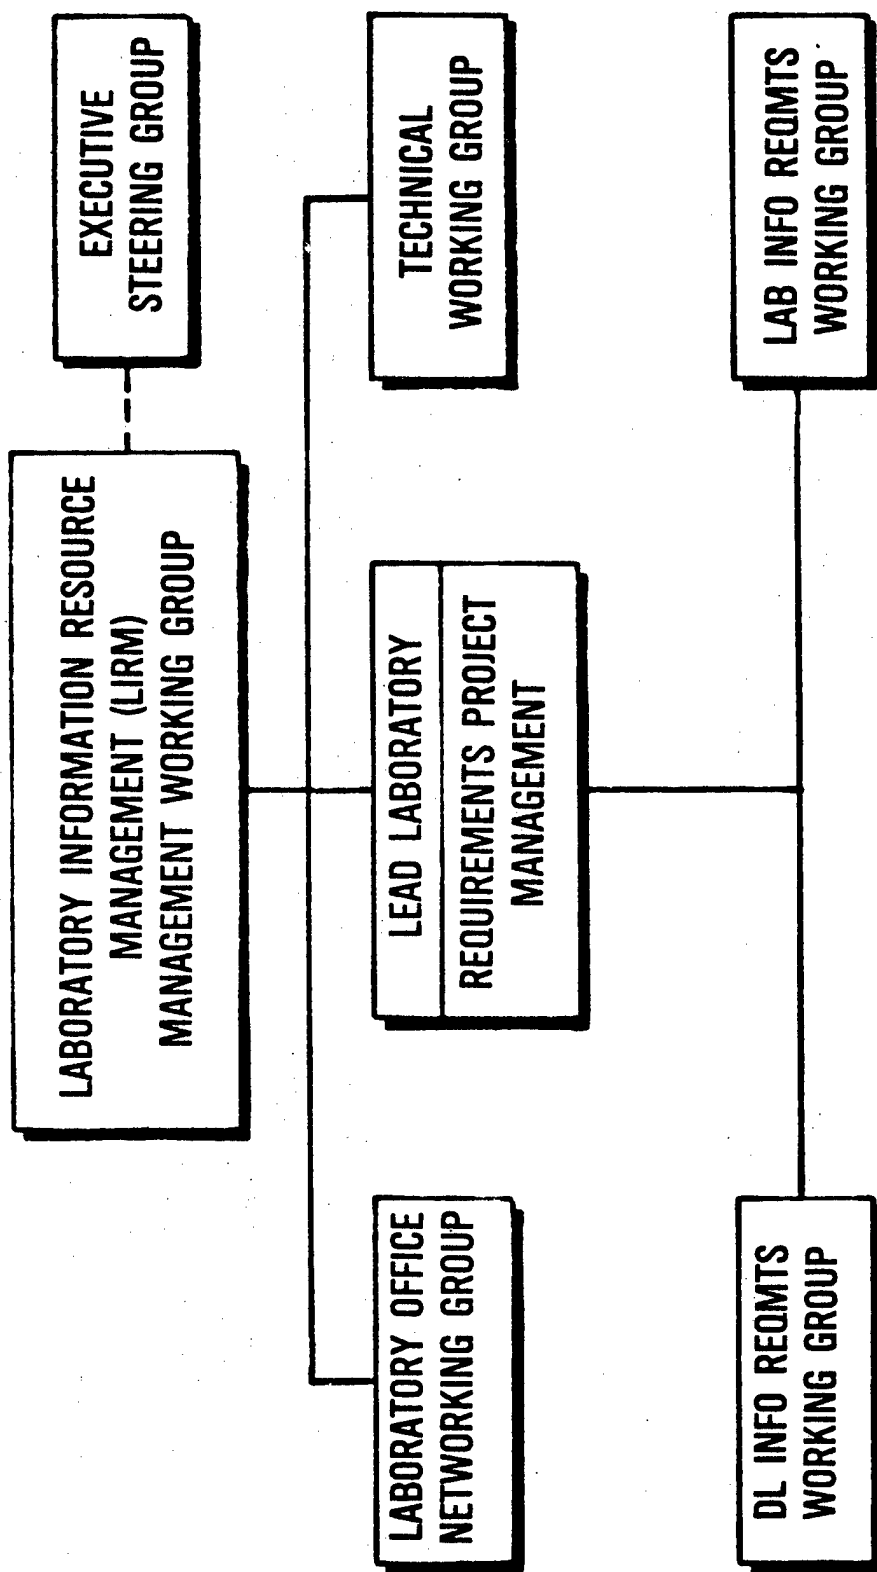 LABORATORY INFORMATION RESOURCE
MANAGEMENT (LIRM)
MANAGEMENT WORKING GROUP
EXECUTIVE
STEERING GROUP
LABORATORY OFFICE
NETWORKING GROUP
LEAD LABORATORY
REQUIREMENTS PROJECT
MANAGEMENT
TECHNICAL
WORKING GROUP
DL INFO REQMTS
WORKING GROUP
LAB INFO REQMTS
WORKING GROUP